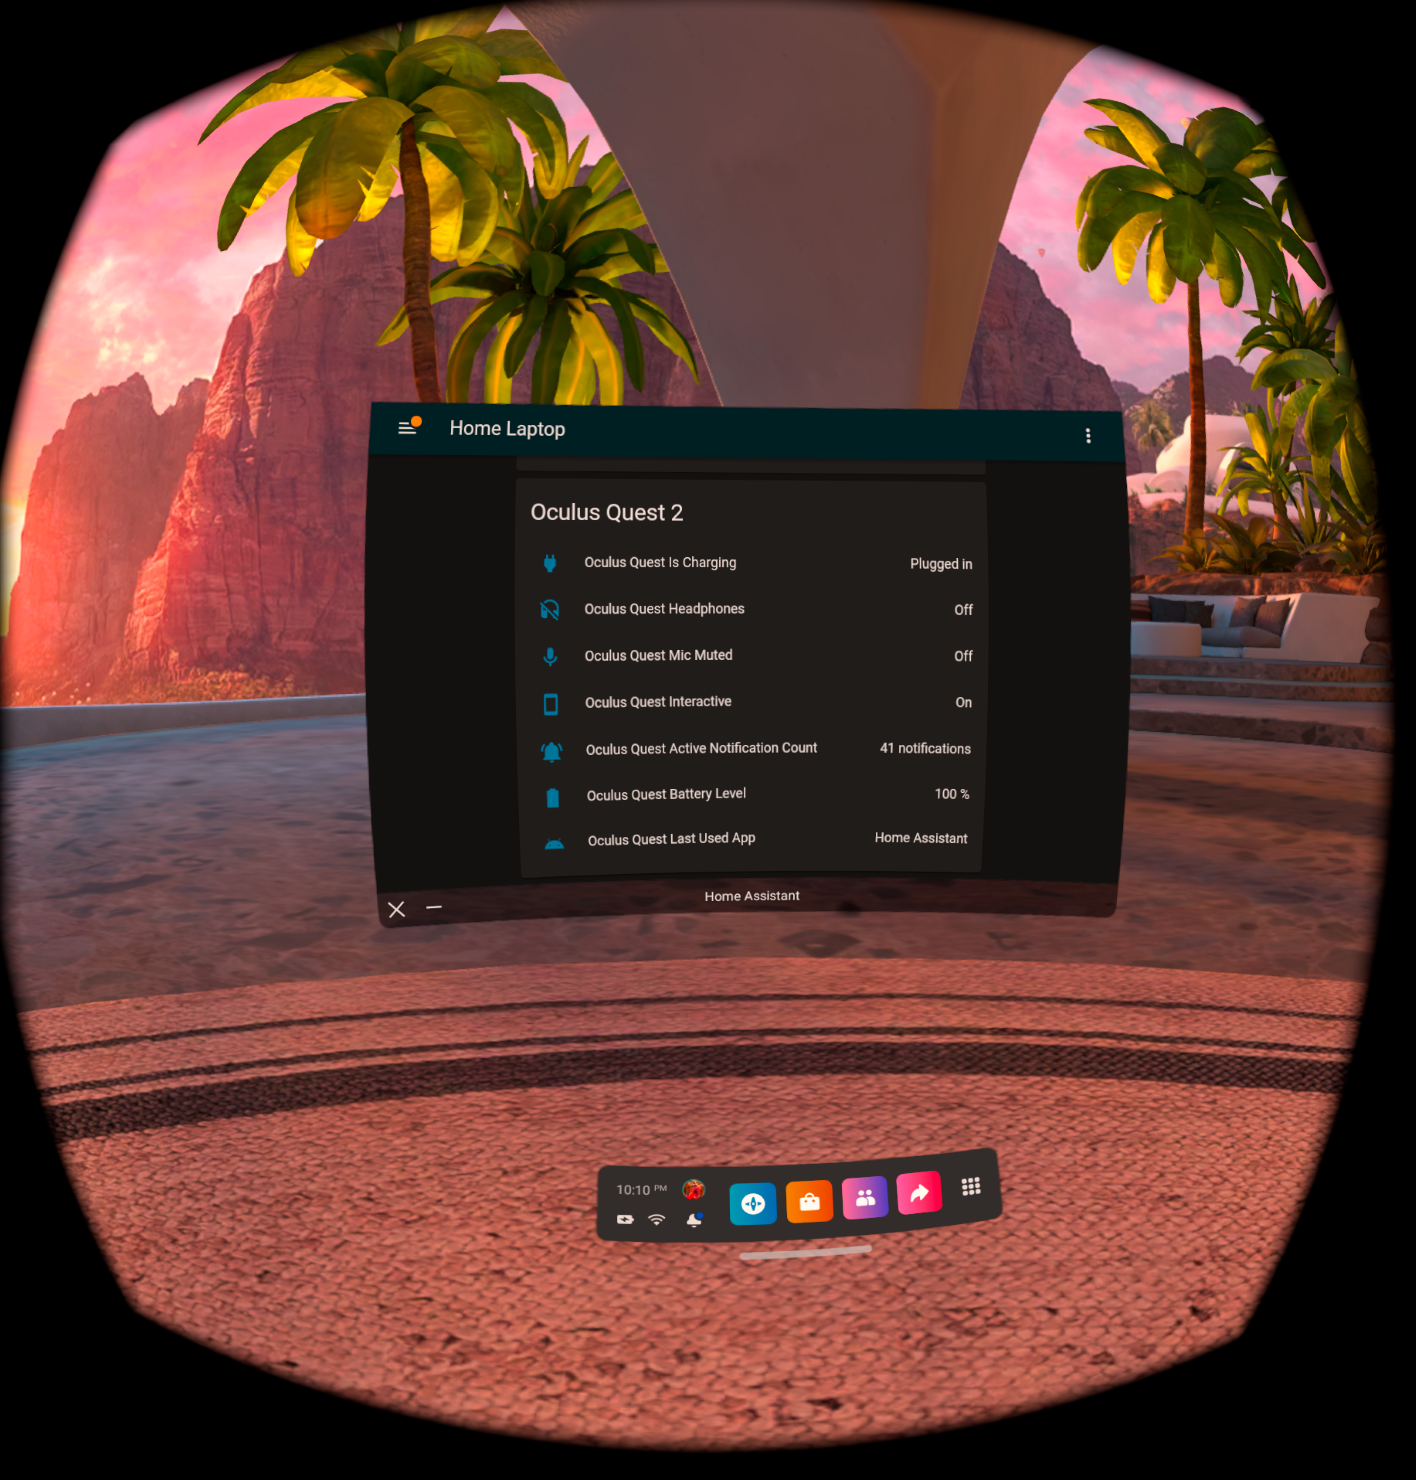 Home Laptop
Oculus Quest 2
Oculus Quest Is Charging Plugged in
Oculus Quest Headphones Off
Oculus Quest Mic Muted Off
Oculus Quest Interactive On
Oculus Quest Active Notification Count 41 notifications
Oculus Quest Battery Level 100 %
Oculus Quest Last Used App Home Assistant
Home Assistant
10:10 PM